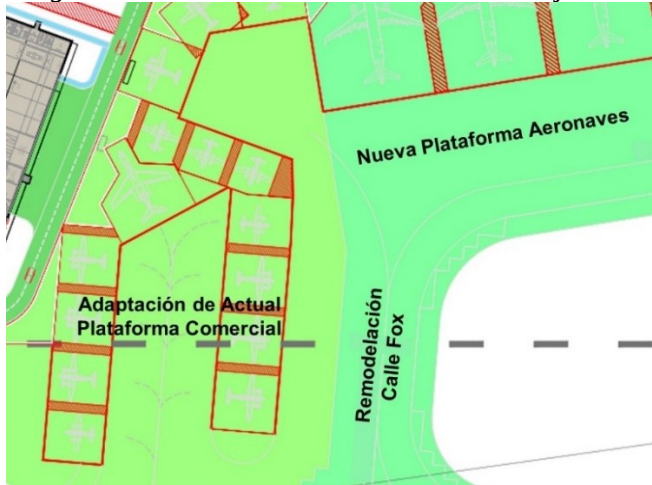 Nueva Plataforma Aeronaves
Adaptación de Actual
Plataforma Comercial
Remodelación
Calle Fox